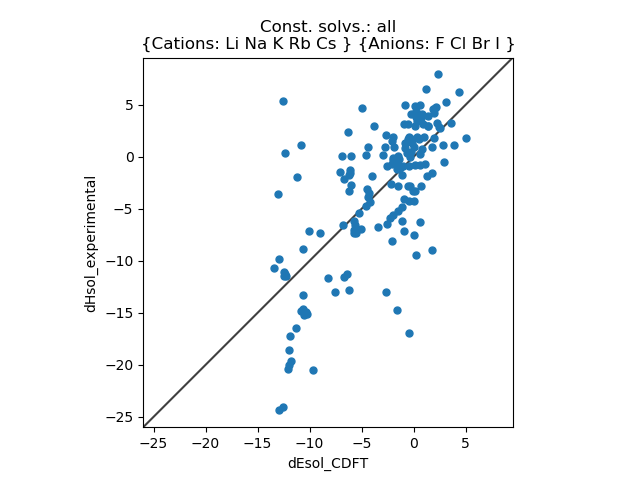 Const. solvs.: all
{Cations: Li Na K Rb Cs } {Anions: F Cl Br I }
5
0
−5
−10
−15
−20
−25
dHsol_experimental
−25 −20 −15 −10 −5 0 5
dEsol_CDFT